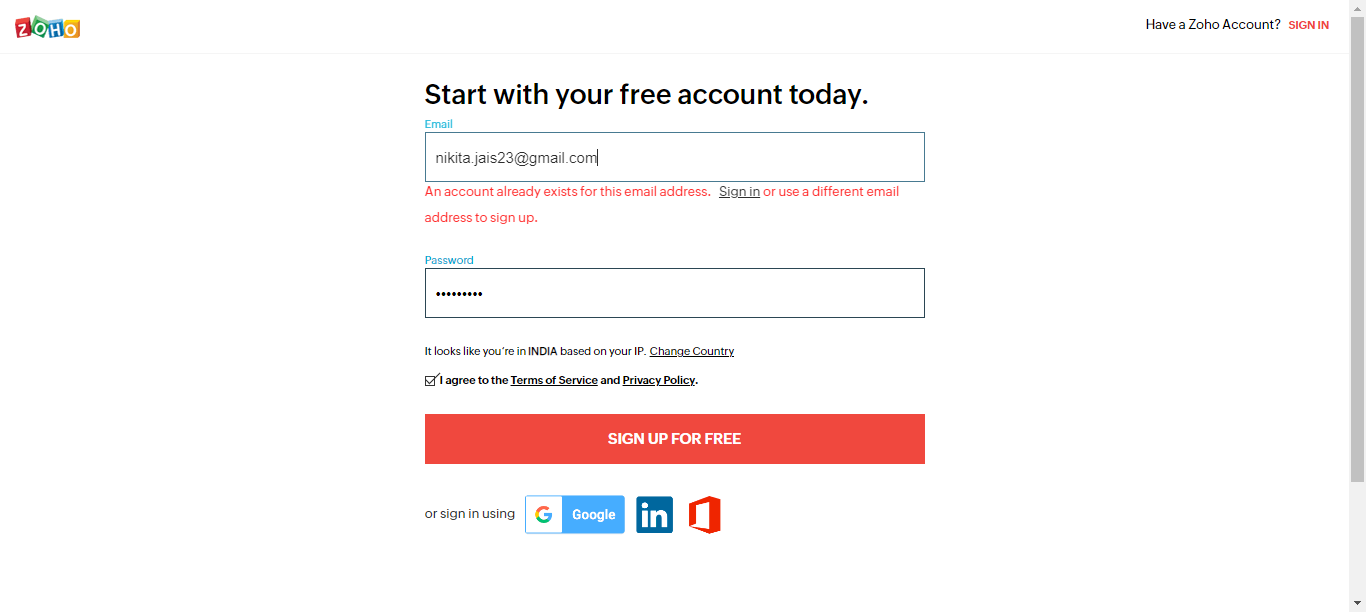 ZOHO
Have a Zoho Account? SIGN IN
Start with your free account today.
Email
nikita.jais23@gmail.com
An account already exists for this email address. Sign in or use a different email
address to sign up.
Password
•••••••••
It looks like you're in INDIA based on your IP. Change Country
I agree to the Terms of Service and Privacy Policy.
SIGN UP FOR FREE
or sign in using G Google in